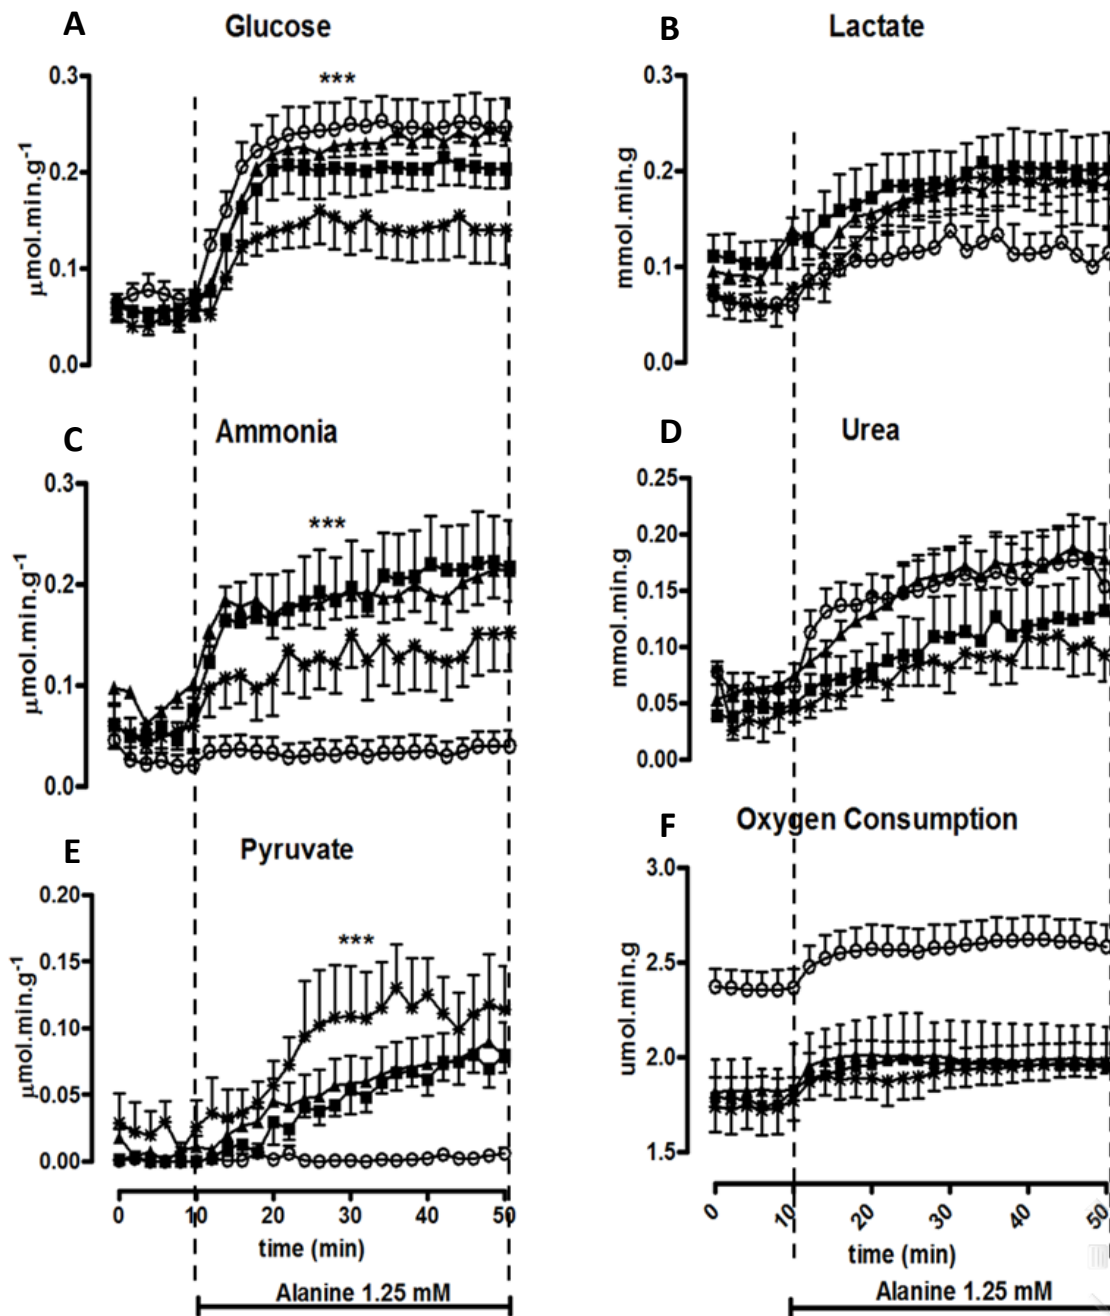 A
Glucose
B
Lactate
***
0.3
0.2
0.1
0.0
µmol.min.g-1
0.3
0.2
0.1
0.0
mmol.min.g
C
Ammonia
D
Urea
***
0.3
0.2
0.1
0.0
µmol.min.g-1
0.25
0.20
0.15
0.10
0.05
0.00
mmol.min.g
E
Pyruvate
F
Oxygen Consumption
***
0.20
0.15
0.10
0.05
0.00
µmol.min.g-1
3.0
2.5
2.0
1.5
umol.min.g
0 10 20 30 40 50
time (min)
Alanine 1.25 mM
0 10 20 30 40 50
time (min)
Alanine 1.25 mM